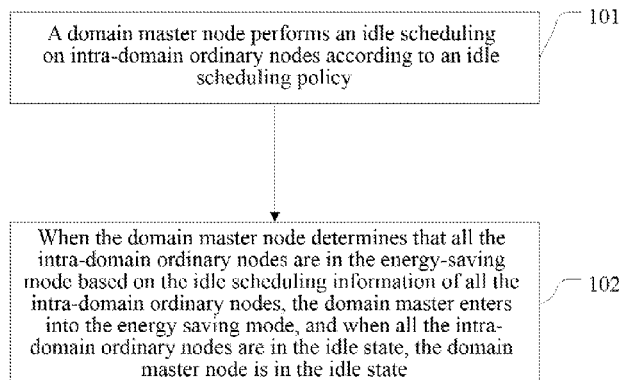 A domain master node performs an idle scheduling
on intra-domain ordinary nodes according to an idle
scheduling policy
101
When the domain master node determines that all the
intra-domain ordinary nodes are in the energy-saving
mode based on the idle scheduling information of all the
intra-domain ordinary nodes, the domain master enters
into the energy saving mode, and when all the intra-
domain ordinary nodes are in the idle state, the domain
master node is in the idle state
102